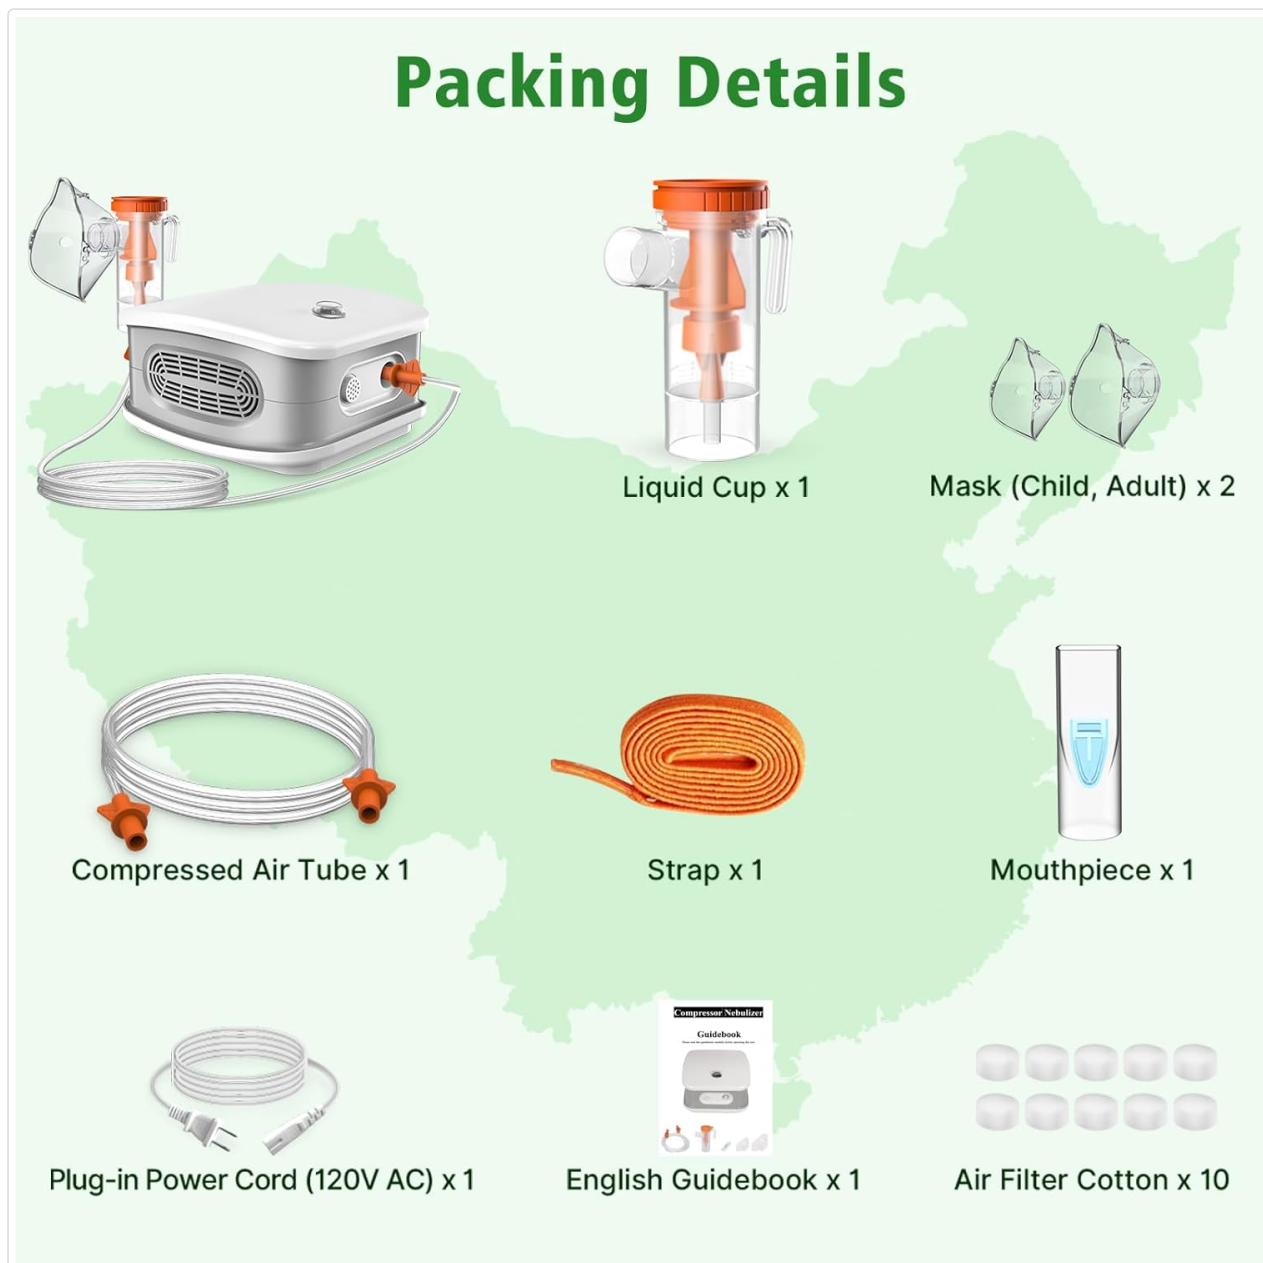 Packing Details
Liquid Cup x 1
Mask (Child, Adult) x 2
Compressed Air Tube x 1
Strap x 1
Mouthpiece x 1
Compressor Nebulizer
Guidebook
Plug-in Power Cord (120V AC) x 1
English Guidebook x 1
Air Filter Cotton x 10